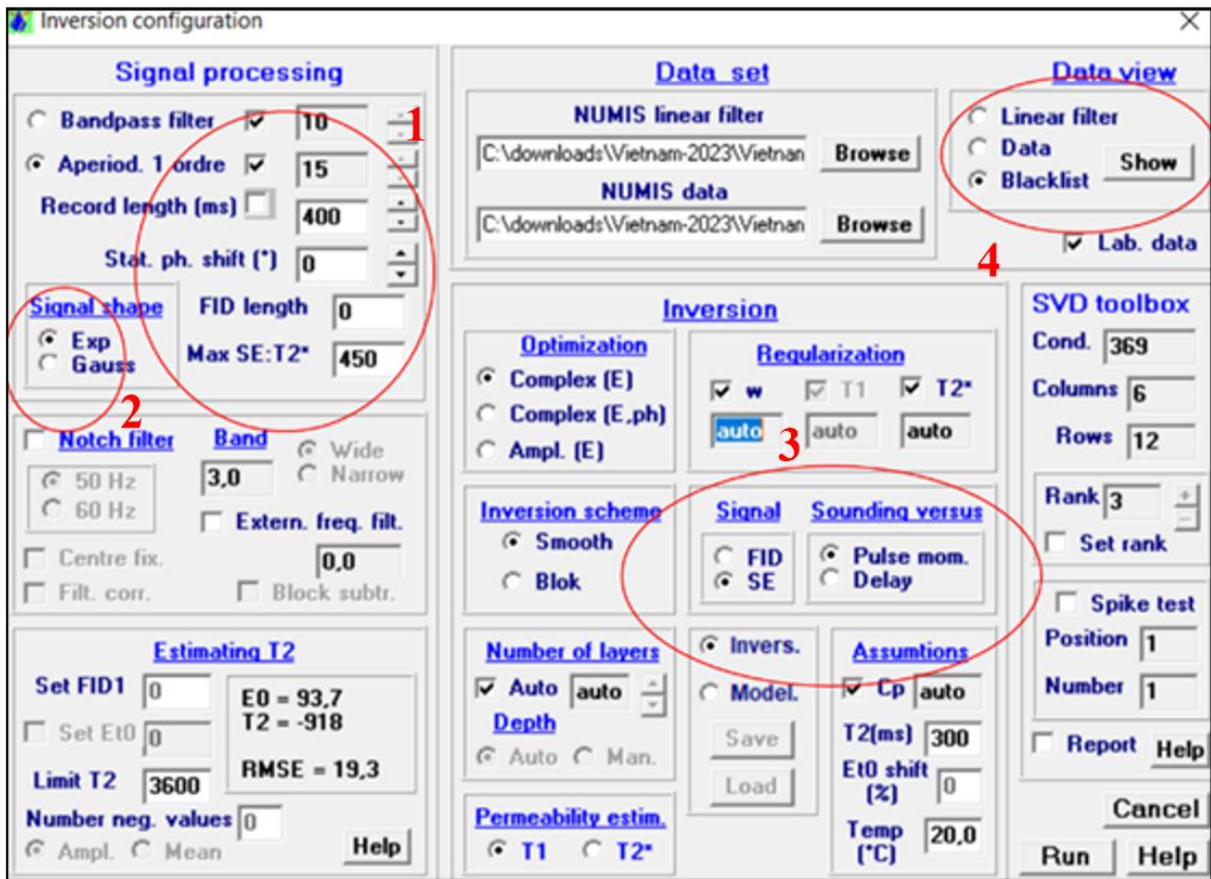 Inversion configuration
Signal processing
Bandpass filter 10
1
Aperiod. 1 ordre 15
Record length (ms) 400
Stat. ph. shift (°) 0
Signal shape
Exp
Gauss
2
FID length 0
Max SE:T2* 450
Notch filter
50 Hz
60 Hz
Band
3,0
Wide
Narrow
Extern. freq. filt.
0,0
Centre fix.
Filt. corr.
Block subtr.
Estimating T2
Set FID1 0
Set Et0 0
Limit T2 3600
E0 = 93,7
T2 = -918
RMSE = 19,3
Number neg. values 0
Ampl. Mean
Help
Data set
NUMIS linear filter
C:\downloads\Vietnam-2023\Vietnan Browse
NUMIS data
C:\downloads\Vietnam-2023\Vietnan Browse
Data view
Linear filter
Data
Blacklist
Show
4
Lab. data
Inversion
Optimization
Complex (E)
Complex (E,ph)
Ampl. (E)
Regularization
w T1 T2*
auto auto auto
3
Inversion scheme
Smooth
Blok
Signal
FID
SE
Sounding versus
Pulse mom.
Delay
Number of layers
Auto auto
Depth
Auto Man.
Permeability estim.
T1 T2*
Invers.
Model.
Save
Load
Assumtions
Cp auto
T2(ms) 300
Et0 shift
(%) 0
Temp
(°C) 20,0
SVD toolbox
Cond. 369
Columns 6
Rows 12
Rank 3
Set rank
Spike test
Position 1
Number 1
Report Help
Cancel
Run Help